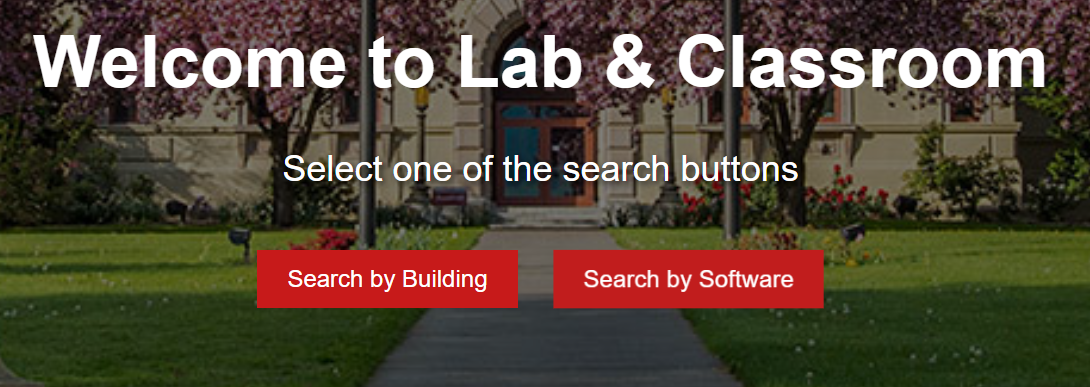 Welcome to Lab & Classroom
Select one of the search buttons
Search by Building
Search by Software